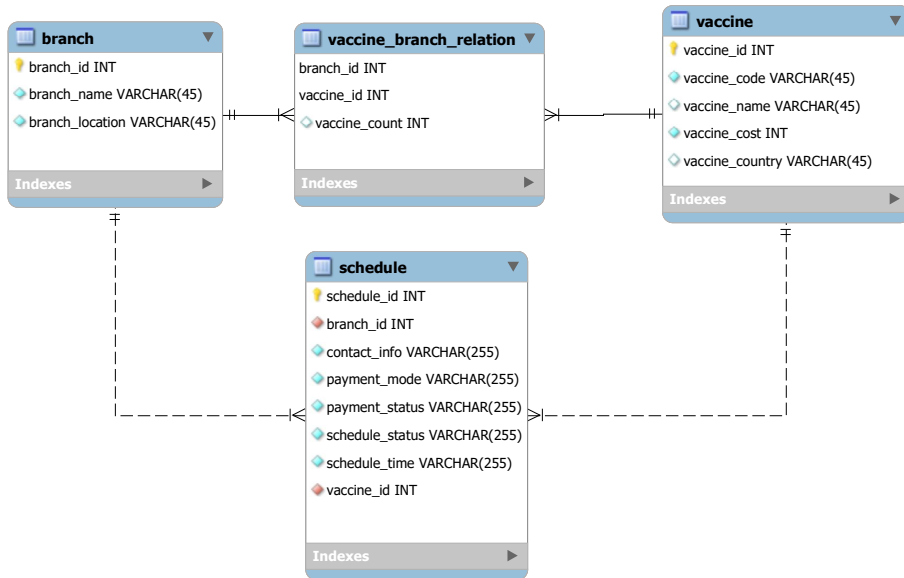 branch
branch_id INT
branch_name VARCHAR(45)
branch_location VARCHAR(45)
Indexes
vaccine_branch_relation
branch_id INT
vaccine_id INT
vaccine_count INT
Indexes
vaccine
vaccine_id INT
vaccine_code VARCHAR(45)
vaccine_name VARCHAR(45)
vaccine_cost INT
vaccine_country VARCHAR(45)
Indexes
schedule
schedule_id INT
branch_id INT
contact_info VARCHAR(255)
payment_mode VARCHAR(255)
payment_status VARCHAR(255)
schedule_status VARCHAR(255)
schedule_time VARCHAR(255)
vaccine_id INT
Indexes